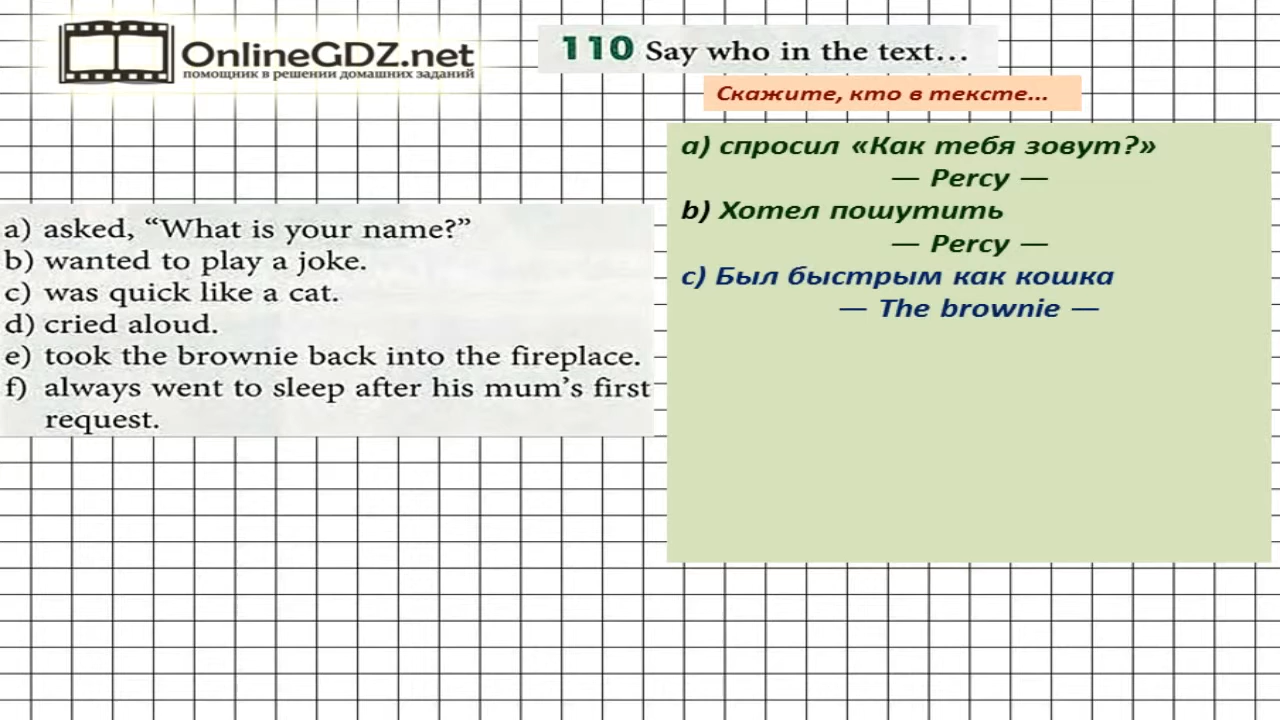 OnlineGDZ.net
помощник в решении домашних заданий
110 Say who in the text...
Скажите, кто в тексте...
a) asked, “What is your name?”
b) wanted to play a joke.
c) was quick like a cat.
d) cried aloud.
e) took the brownie back into the fireplace.
f) always went to sleep after his mum’s first
request.
a) спросил «Как тебя зовут?»
— Percy —
b) Хотел пошутить
— Percy —
c) Был быстрым как кошка
— The brownie —